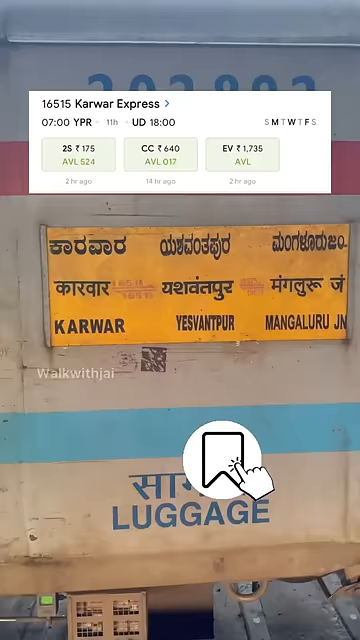 16515 Karwar Express >
07:00 YPR 11h UD 18:00 S M T W T F S
2S ₹ 175 CC ₹ 640 EV ₹ 1,735
AVL 524 AVL 017 AVL
2 hr ago 14 hr ago 2 hr ago
ಕಾರವಾರ ಯಶವಂತಪುರ ಮಂಗಳೂರುಜಂ.
कारवार यशवंतपुर मंगलुरू जं
KARWAR YESVANTPUR MANGALURU JN
Walkwithjai
LUGGAGE